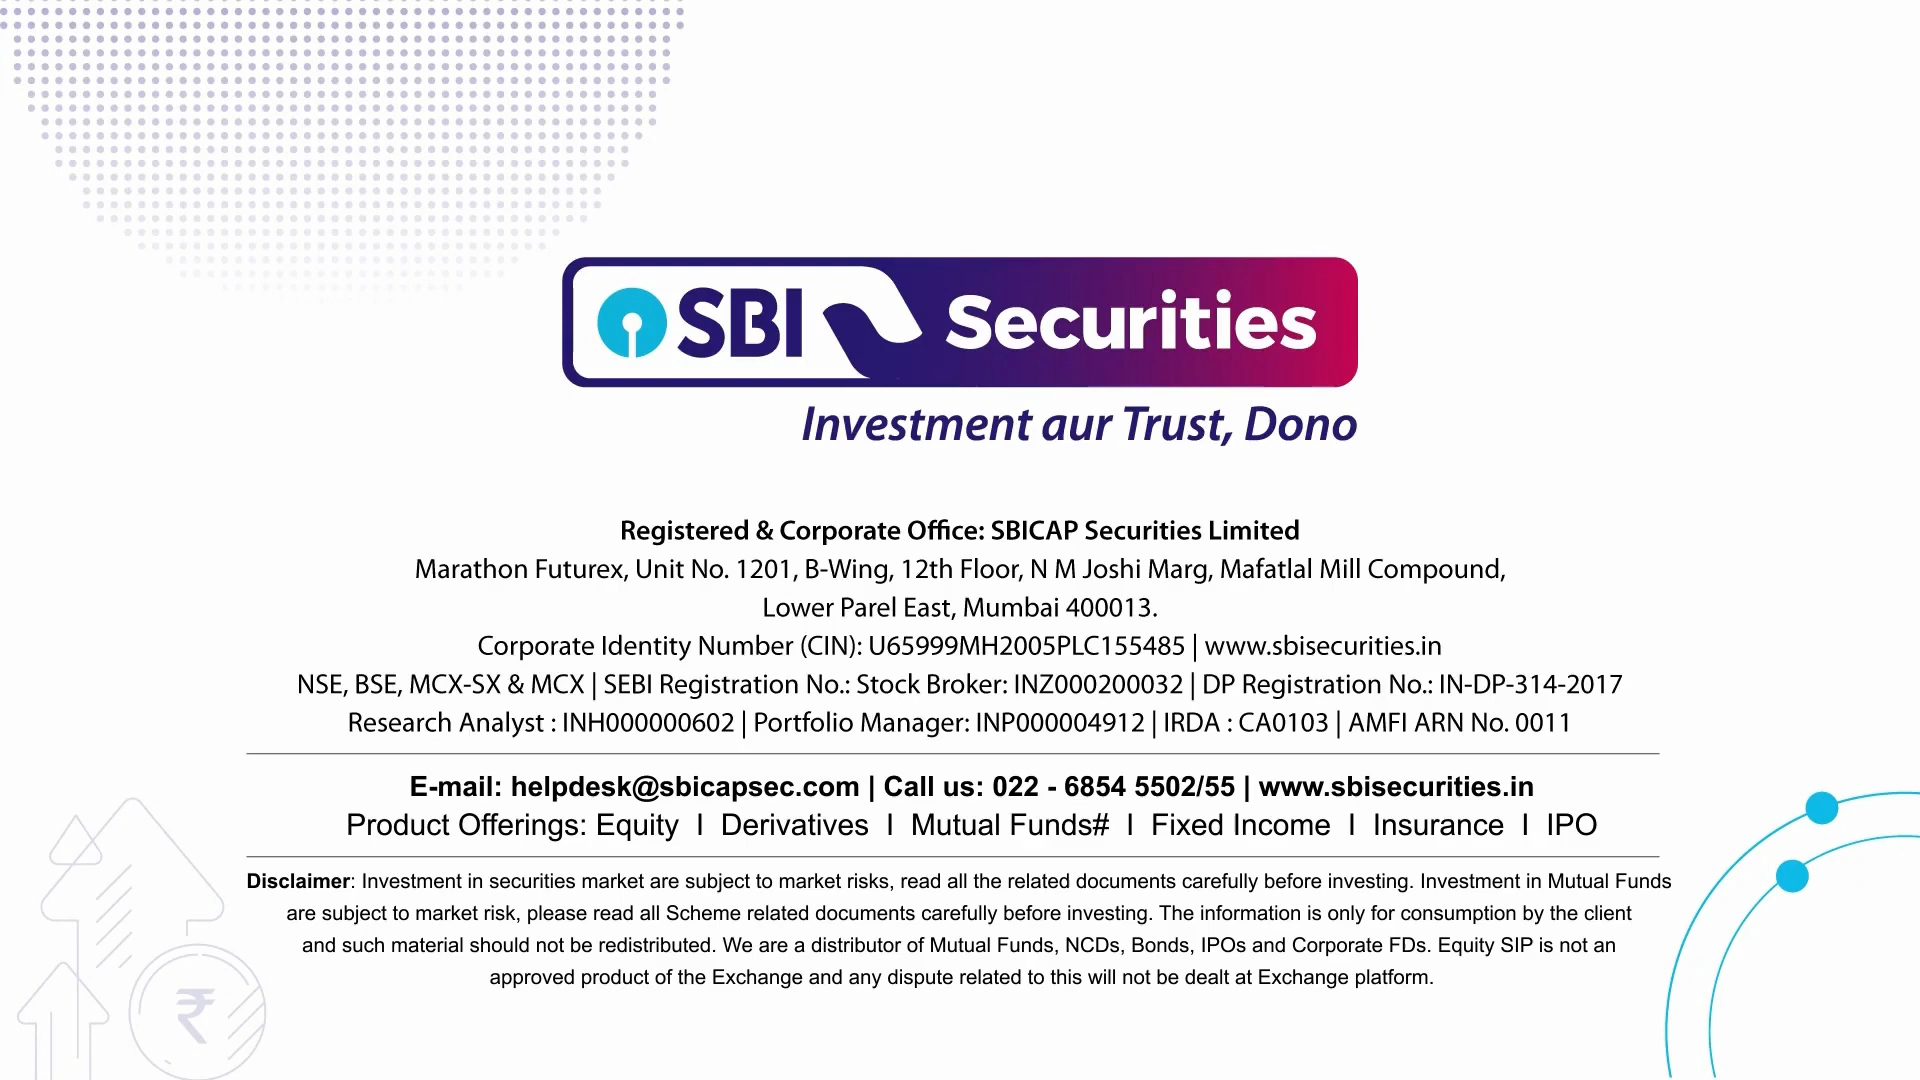 SBI Securities
Investment aur Trust, Dono
Registered & Corporate Office: SBICAP Securities Limited
Marathon Futurex, Unit No. 1201, B-Wing, 12th Floor, N M Joshi Marg, Mafatlal Mill Compound,
Lower Parel East, Mumbai 400013.
Corporate Identity Number (CIN): U65999MH2005PLC155485 | www.sbisecurities.in
NSE, BSE, MCX-SX & MCX | SEBI Registration No.: Stock Broker: INZ000200032 | DP Registration No.: IN-DP-314-2017
Research Analyst : INH000000602 | Portfolio Manager: INP000004912 | IRDA : CA0103 | AMFI ARN No. 0011
E-mail: helpdesk@sbicapsec.com | Call us: 022 - 6854 5502/55 | www.sbisecurities.in
Product Offerings: Equity I Derivatives I Mutual Funds# I Fixed Income I Insurance I IPO
Disclaimer: Investment in securities market are subject to market risks, read all the related documents carefully before investing. Investment in Mutual Funds
are subject to market risk, please read all Scheme related documents carefully before investing. The information is only for consumption by the client
and such material should not be redistributed. We are a distributor of Mutual Funds, NCDs, Bonds, IPOs and Corporate FDs. Equity SIP is not an
approved product of the Exchange and any dispute related to this will not be dealt at Exchange platform.
₹